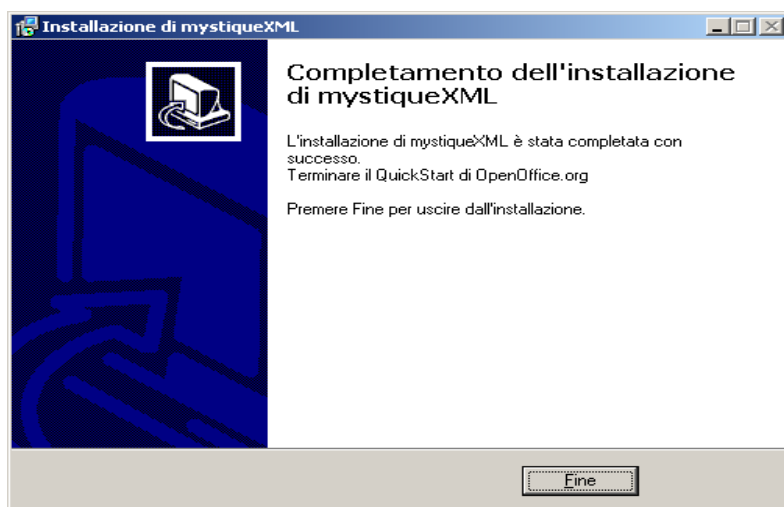 Installazione di mystiqueXML
Completamento dell'installazione
di mystiqueXML
L'installazione di mystiqueXML è stata completata con
successo.
Terminare il QuickStart di OpenOffice.org
Premere Fine per uscire dall'installazione.
Fine